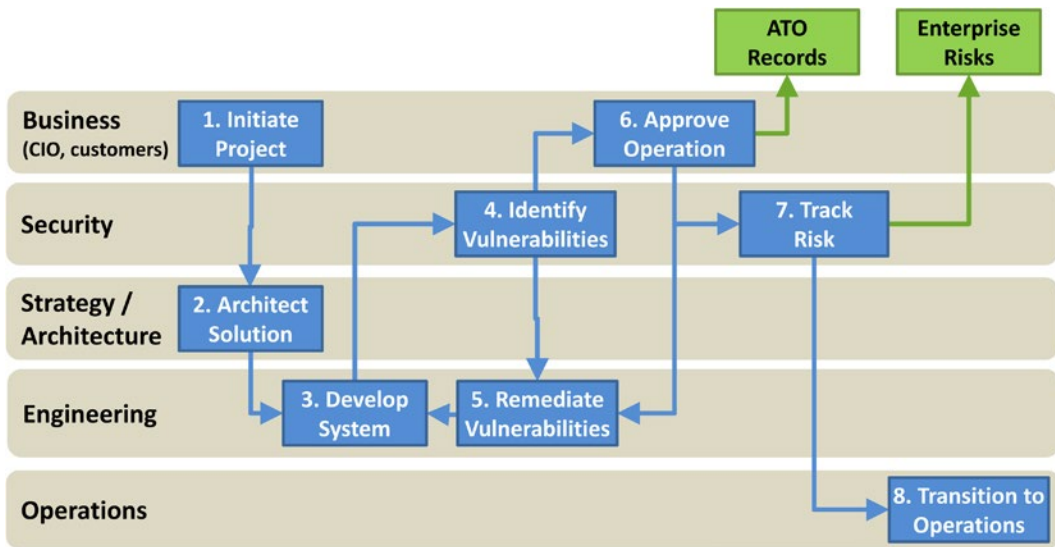 ATO
Records
Enterprise
Risks
Business
(CIO, customers)
1. Initiate
Project
6. Approve
Operation
Security
4. Identify
Vulnerabilities
7. Track
Risk
Strategy /
Architecture
2. Architect
Solution
Engineering
3. Develop
System
5. Remediate
Vulnerabilities
Operations
8. Transition to
Operations